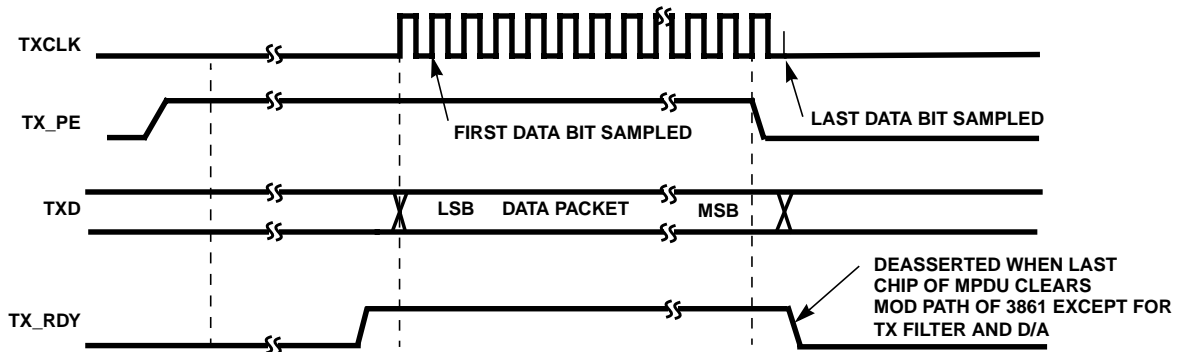 TXCLK
TX_PE
FIRST DATA BIT SAMPLED
LAST DATA BIT SAMPLED
TXD
LSB DATA PACKET MSB
TX_RDY
DEASSERTED WHEN LAST
CHIP OF MPDU CLEARS
MOD PATH OF 3861 EXCEPT FOR
TX FILTER AND D/A